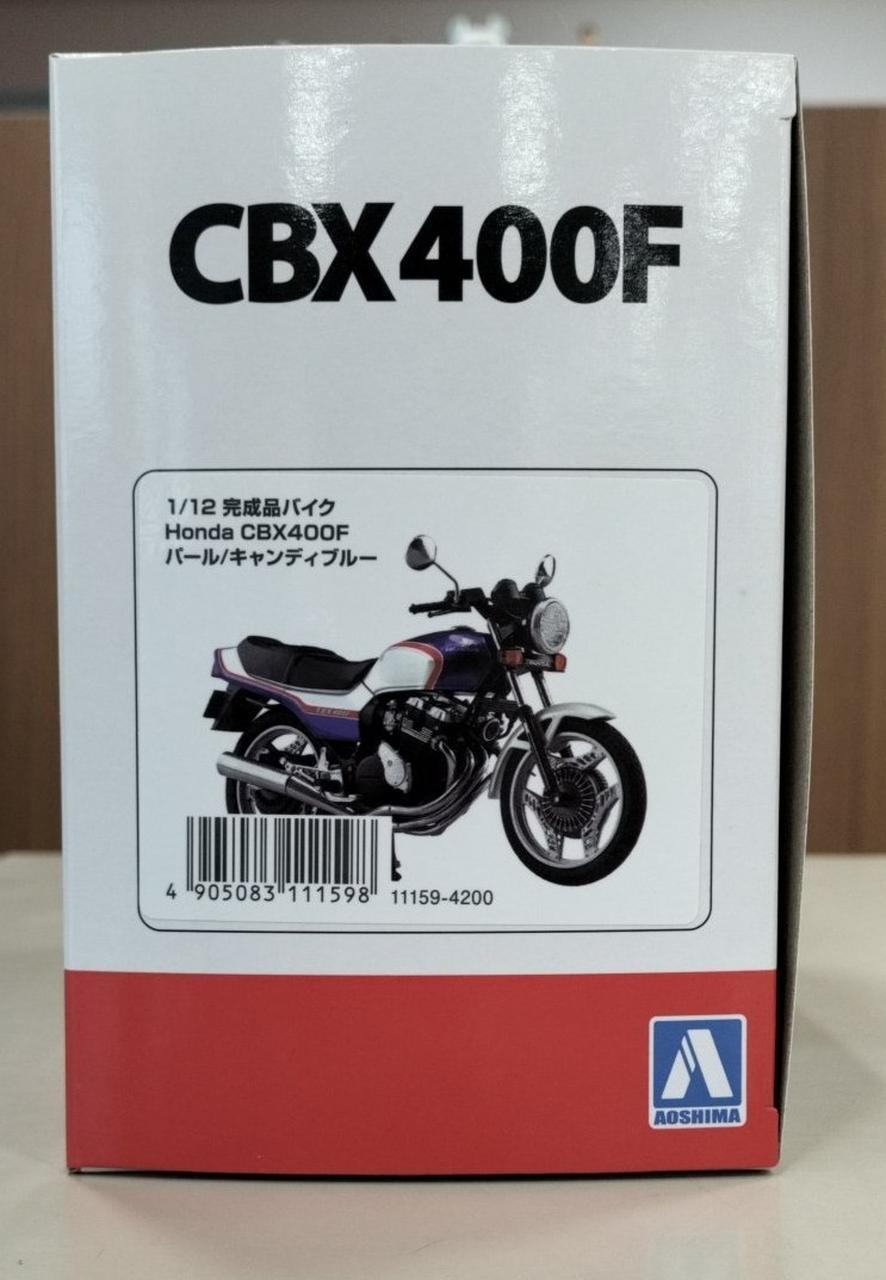 CBX400F
1/12 完成品バイク
Honda CBX400F
パール/キャンディブルー
CBX400F
4 905083 111598
11159-4200
AOSHIMA